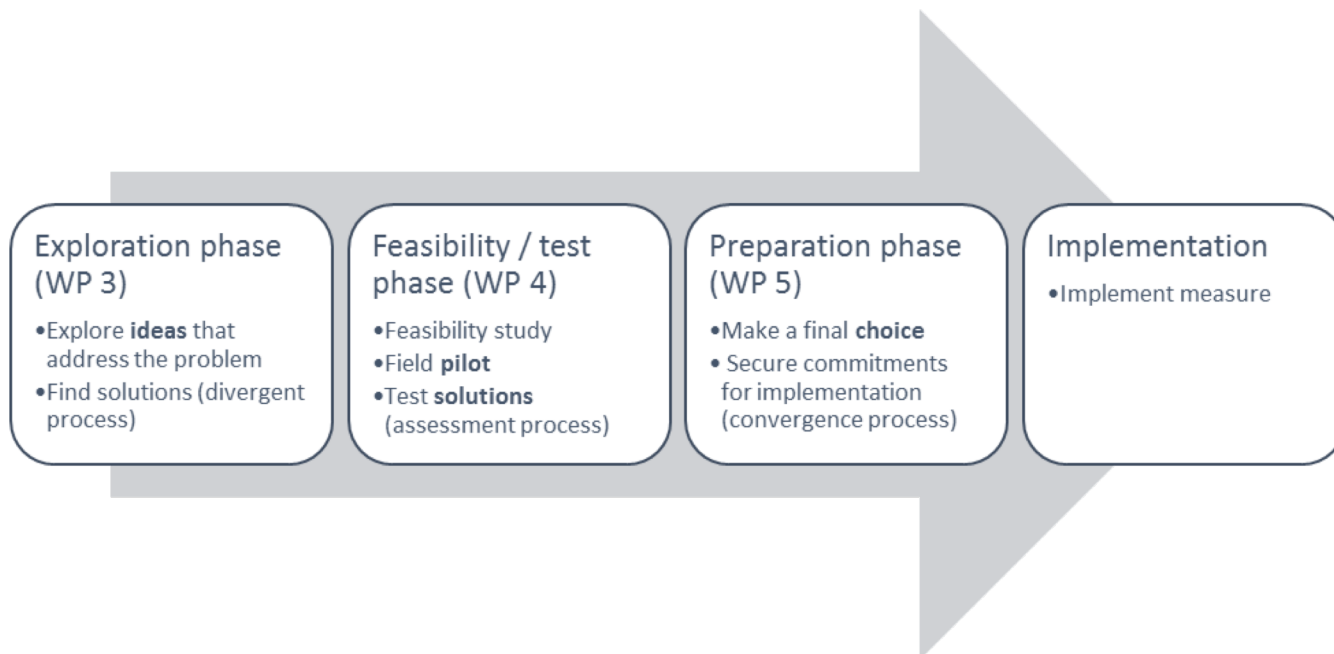 Exploration phase
(WP 3)
•Explore ideas that
address the problem
•Find solutions (divergent
process)
Feasibility / test
phase (WP 4)
•Feasibility study
•Field pilot
•Test solutions
(assessment process)
Preparation phase
(WP 5)
•Make a final choice
• Secure commitments
for implementation
(convergence process)
Implementation
•Implement measure